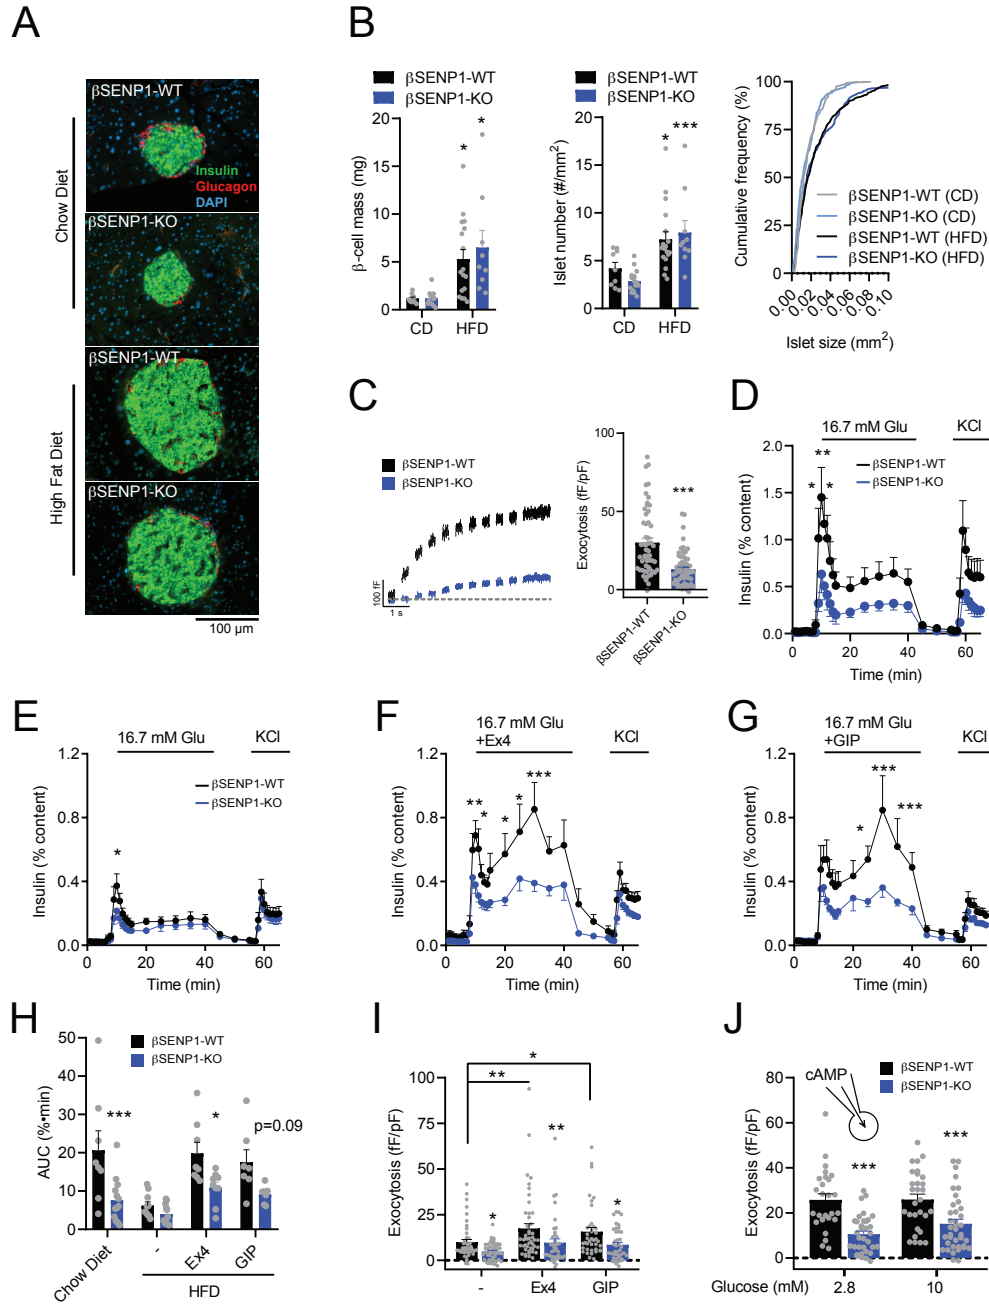 A
βSENP1-WT
Insulin
Glucagon
DAPI
βSENP1-KO
βSENP1-WT
βSENP1-KO
Chow Diet
High Fat Diet
100 μm
B
βSENP1-WT
βSENP1-KO
β-cell mass (mg)
20
15
10
5
0
*
*
CD
HFD
βSENP1-WT
βSENP1-KO
Islet number (#/mm²)
20
15
10
5
0
*
***
CD
HFD
Cumulative frequency (%)
100
75
50
25
0
βSENP1-WT (CD)
βSENP1-KO (CD)
βSENP1-WT (HFD)
βSENP1-KO (HFD)
0.00
0.02
0.04
0.06
0.08
0.10
Islet size (mm²)
C
βSENP1-WT
βSENP1-KO
100 fF
1 s
Exocytosis (fF/pF)
100
50
0
***
βSENP1-WT
βSENP1-KO
D
16.7 mM Glu
KCl
Insulin (% content)
2.0
1.5
1.0
0.5
0.0
**
*
*
βSENP1-WT
βSENP1-KO
0
20
40
60
Time (min)
E
16.7 mM Glu
KCl
Insulin (% content)
1.2
0.8
0.4
0.0
βSENP1-WT
βSENP1-KO
*
0
20
40
60
Time (min)
F
16.7 mM Glu
+Ex4
KCl
Insulin (% content)
1.2
0.8
0.4
0.0
**
*
*
*
***
0
20
40
60
Time (min)
G
16.7 mM Glu
+GIP
KCl
Insulin (% content)
1.2
0.8
0.4
0.0
*
***
***
0
20
40
60
Time (min)
H
βSENP1-WT
βSENP1-KO
AUC (%•min)
50
40
30
20
10
0
***
*
p=0.09
Chow Diet
-
Ex4
GIP
HFD
I
Exocytosis (fF/pF)
100
75
50
25
0
*
**
*
**
*
-
Ex4
GIP
J
βSENP1-WT
βSENP1-KO
cAMP
Exocytosis (fF/pF)
80
60
40
20
0
***
***
Glucose (mM)
2.8
10